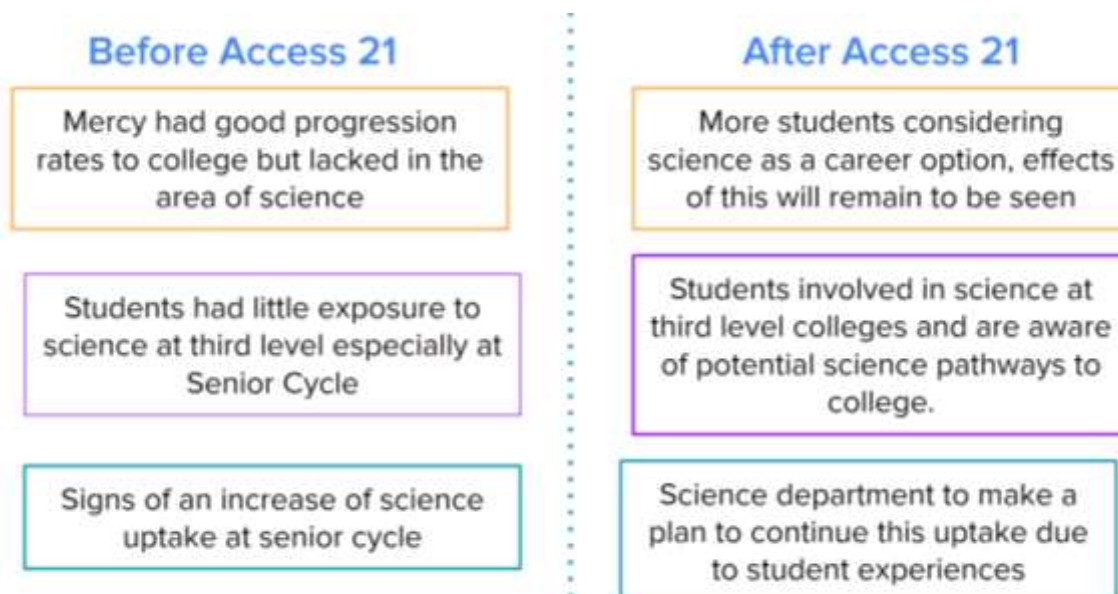 Before Access 21
Mercy had good progression
rates to college but lacked in the
area of science
Students had little exposure to
science at third level especially at
Senior Cycle
Signs of an increase of science
uptake at senior cycle
After Access 21
More students considering
science as a career option, effects
of this will remain to be seen
Students involved in science at
third level colleges and are aware
of potential science pathways to
college.
Science department to make a
plan to continue this uptake due
to student experiences